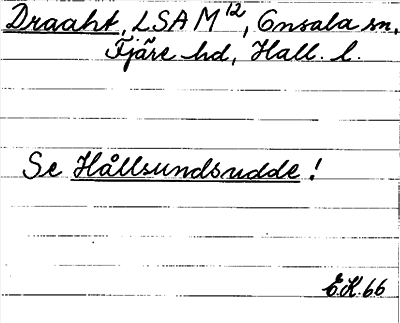 Draaht, LSA M¹², Onsala sn,
Fjäre hd, Hall. l.
Se Hållsundsudde!
E.K. 66